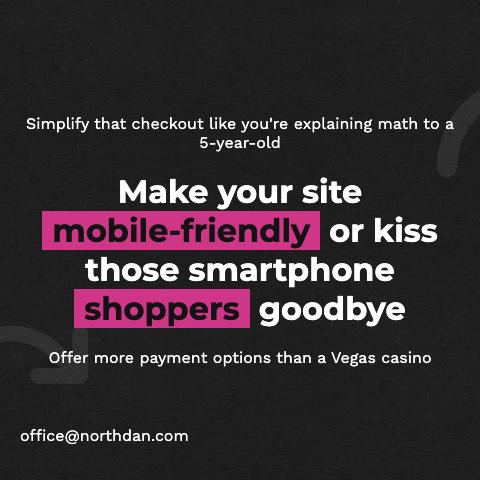 Simplify that checkout like you're explaining math to a
5-year-old
Make your site
mobile-friendly or kiss
those smartphone
shoppers goodbye
Offer more payment options than a Vegas casino
office@northdan.com